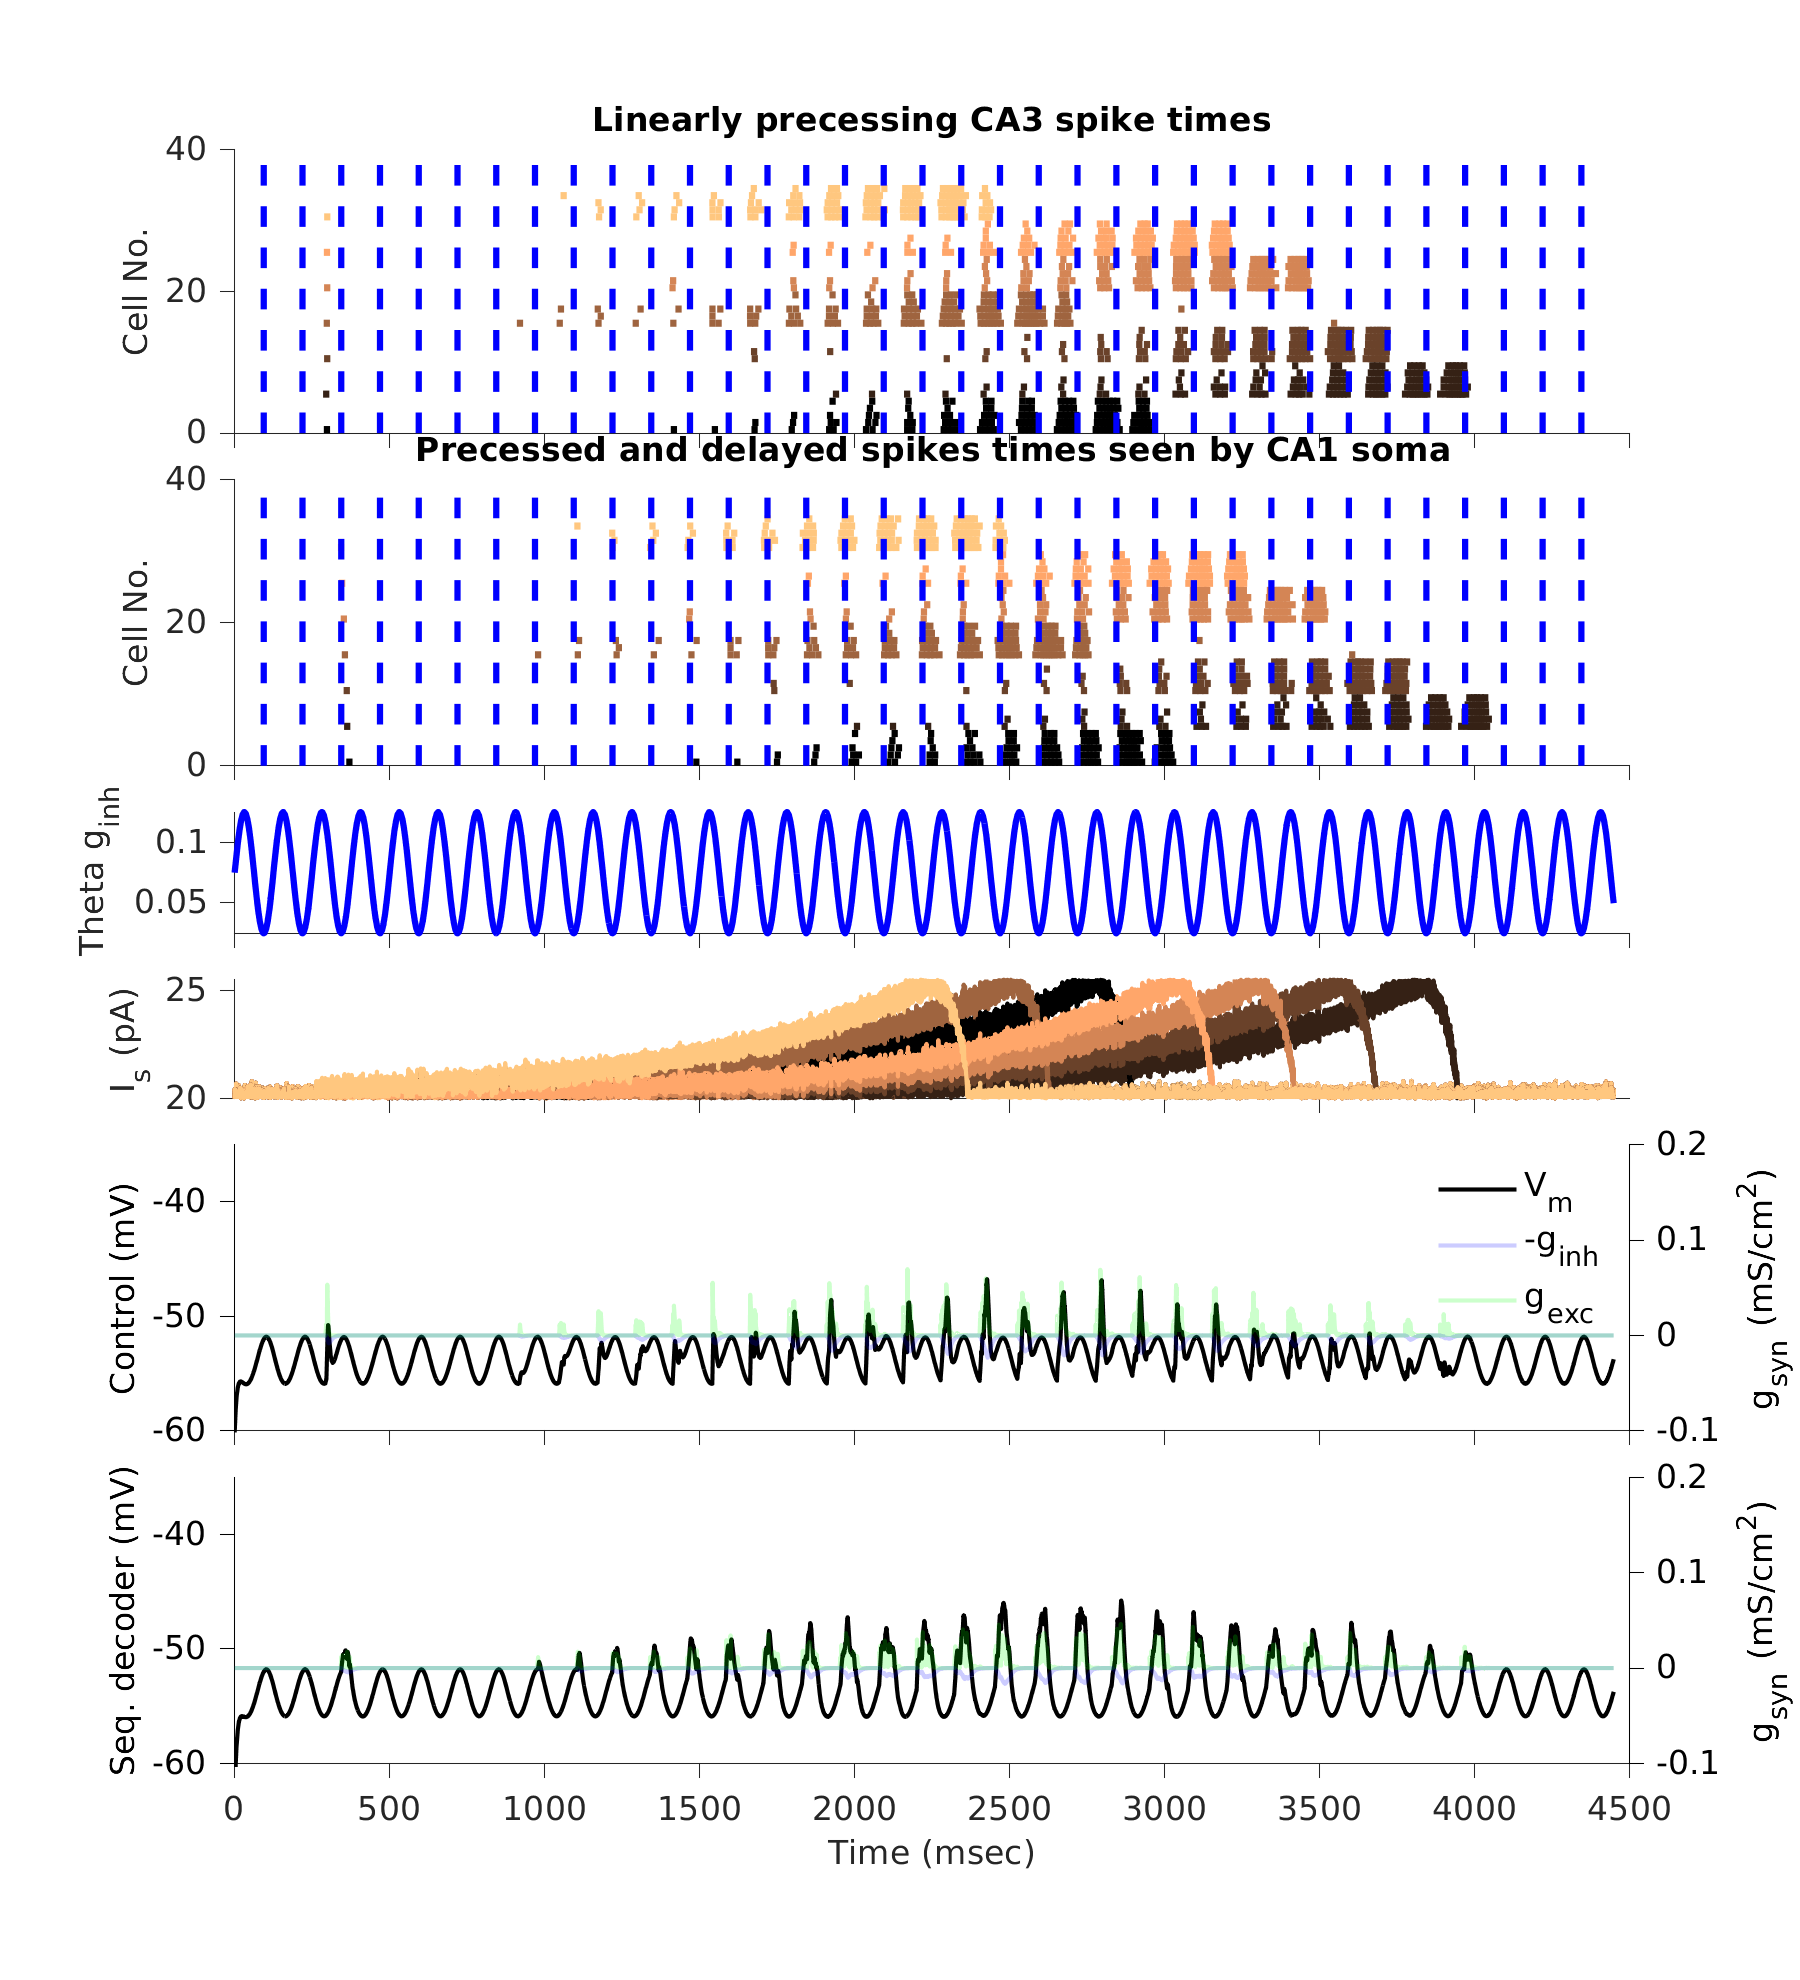 Linearly precessing CA3 spike times
40
20
0
Cell No.
Precessed and delayed spikes times seen by CA1 soma
40
20
0
Cell No.
0.1
0.05
Theta g_inh
25
20
I_s (pA)
-40
-50
-60
Control (mV)
V_m
-g_inh
g_exc
0.2
0.1
0
-0.1
g_syn (mS/cm²)
-40
-50
-60
Seq. decoder (mV)
0.2
0.1
0
-0.1
g_syn (mS/cm²)
0 500 1000 1500 2000 2500 3000 3500 4000 4500
Time (msec)